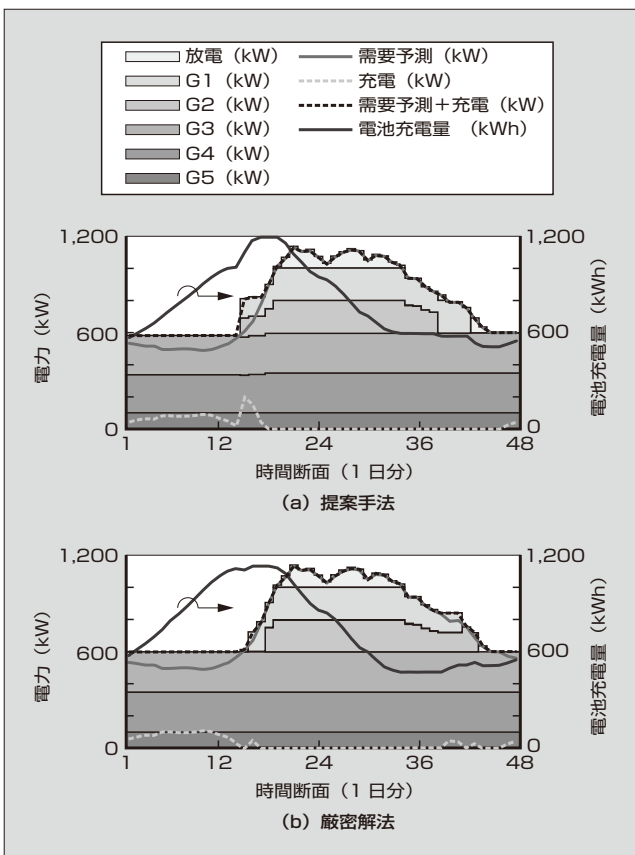 放電（kW）
G1（kW）
G2（kW）
G3（kW）
G4（kW）
G5（kW）
需要予測（kW）
充電（kW）
需要予測＋充電（kW）
電池充電量　（kWh）
1,200
600
0
電力（kW）
1,200
600
0
電池充電量（kWh）
1 12 24 36 48
時間断面（1 日分）
(a) 提案手法
1,200
600
0
電力（kW）
1,200
600
0
電池充電量（kWh）
1 12 24 36 48
時間断面（1 日分）
(b) 厳密解法